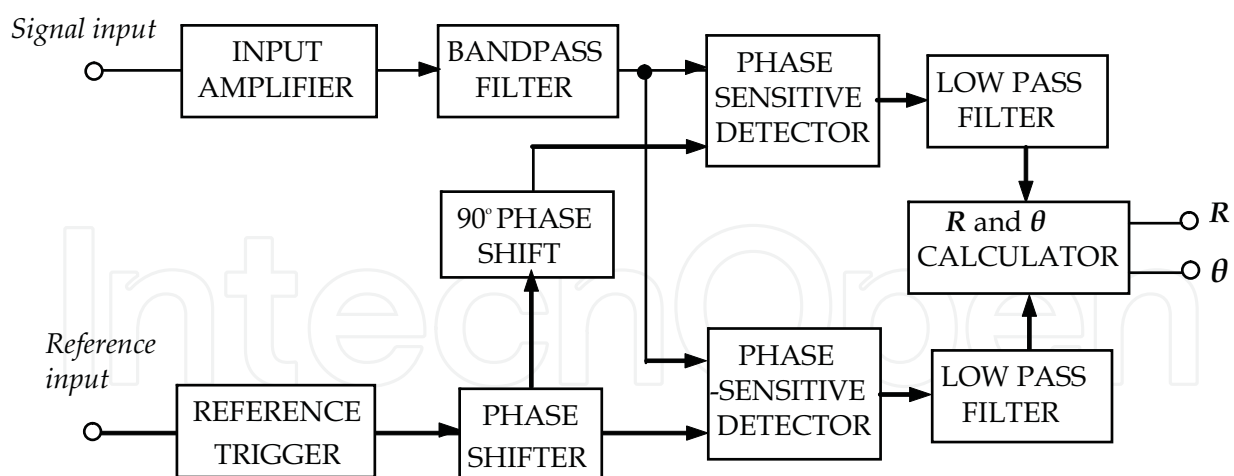 Signal input
INPUT
AMPLIFIER
BANDPASS
FILTER
PHASE
SENSITIVE
DETECTOR
LOW PASS
FILTER
90° PHASE
SHIFT
R and θ
CALCULATOR
R
θ
Reference
input
REFERENCE
TRIGGER
PHASE
SHIFTER
PHASE
-SENSITIVE
DETECTOR
LOW PASS
FILTER
IntechOpen